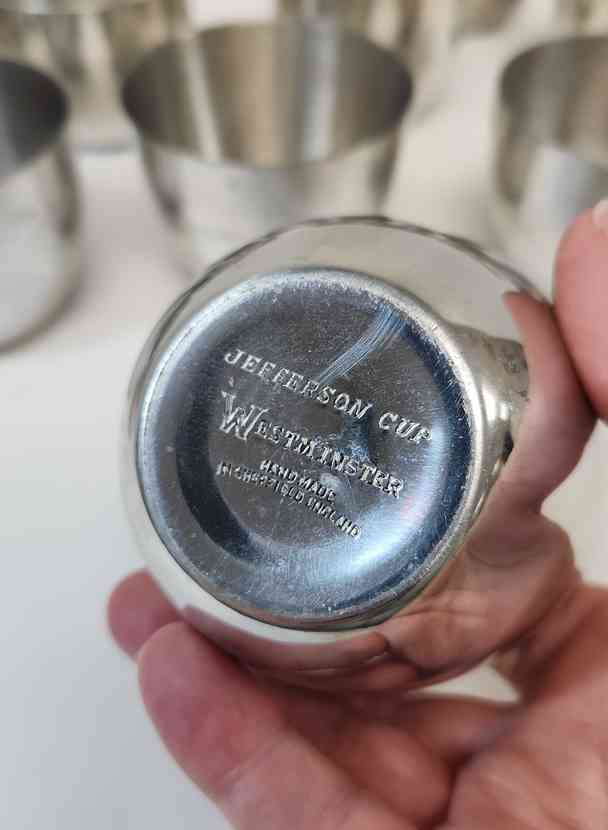 JEFFERSON CUP
WESTMINSTER
HAND MADE
IN SHEFFIELD ENGLAND